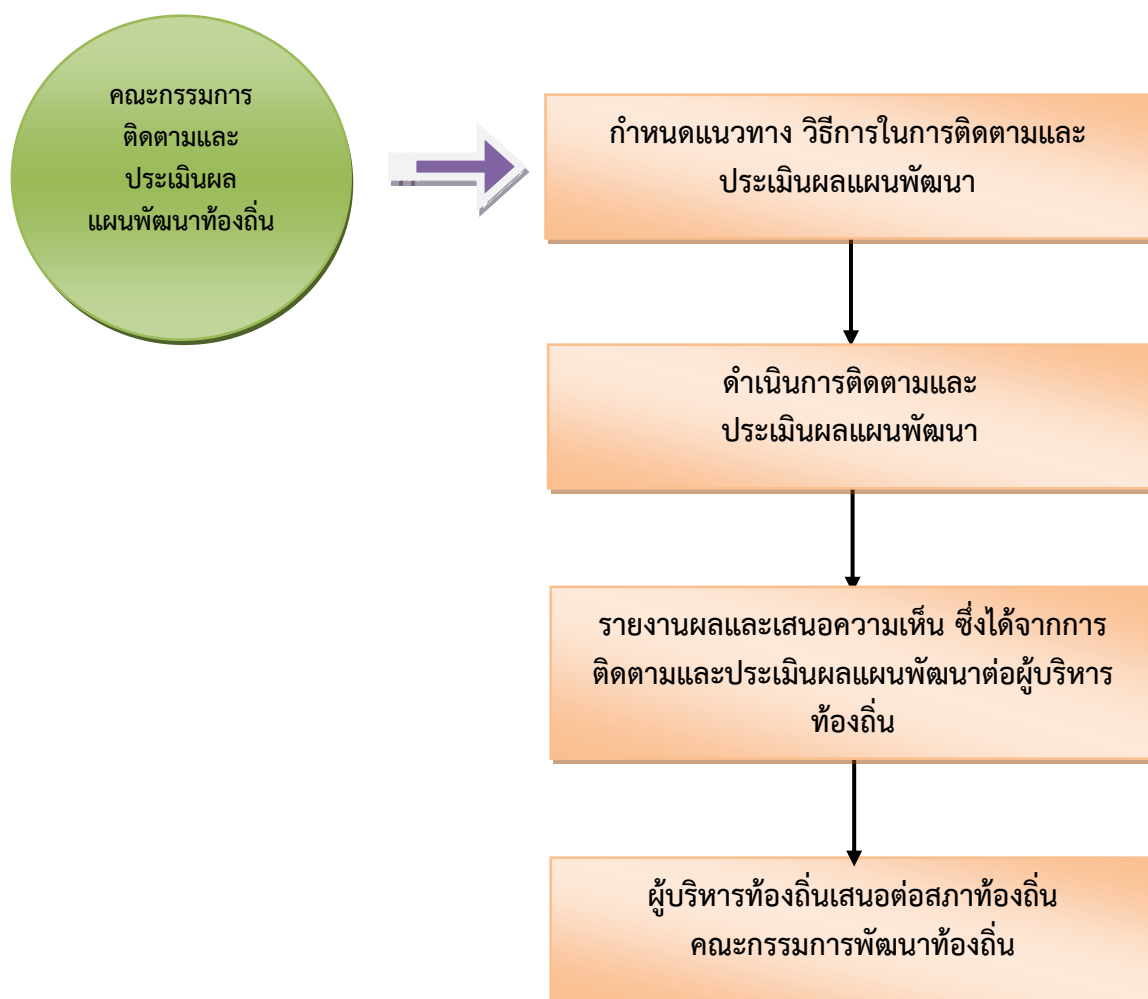 คณะกรรมการ
ติดตามและ
ประเมินผล
แผนพัฒนาท้องถิ่น
กำหนดแนวทาง วิธีการในการติดตามและ
ประเมินผลแผนพัฒนา
ดำเนินการติดตามและ
ประเมินผลแผนพัฒนา
รายงานผลและเสนอความเห็น ซึ่งได้จากการ
ติดตามและประเมินผลแผนพัฒนาต่อผู้บริหาร
ท้องถิ่น
ผู้บริหารท้องถิ่นเสนอต่อสภาท้องถิ่น
คณะกรรมการพัฒนาท้องถิ่น